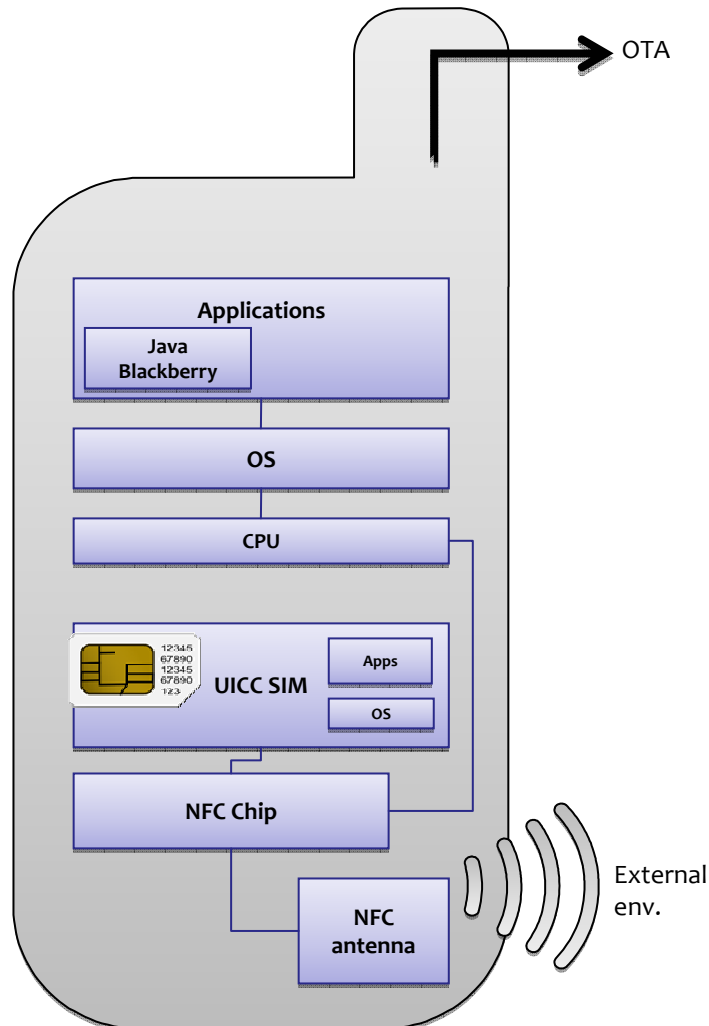 OTA
Applications
Java
Blackberry
OS
CPU
12345
67890
12345
67890
123
UICC SIM
Apps
OS
NFC Chip
NFC
antenna
External
env.